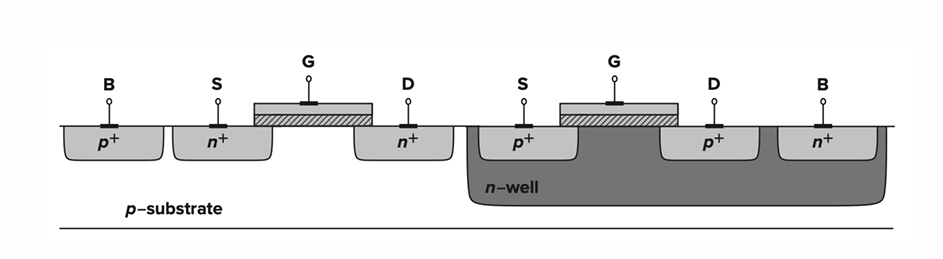 G G
B S D S D B
p+ n+ n+ p+ p+ n+
n–well
p–substrate